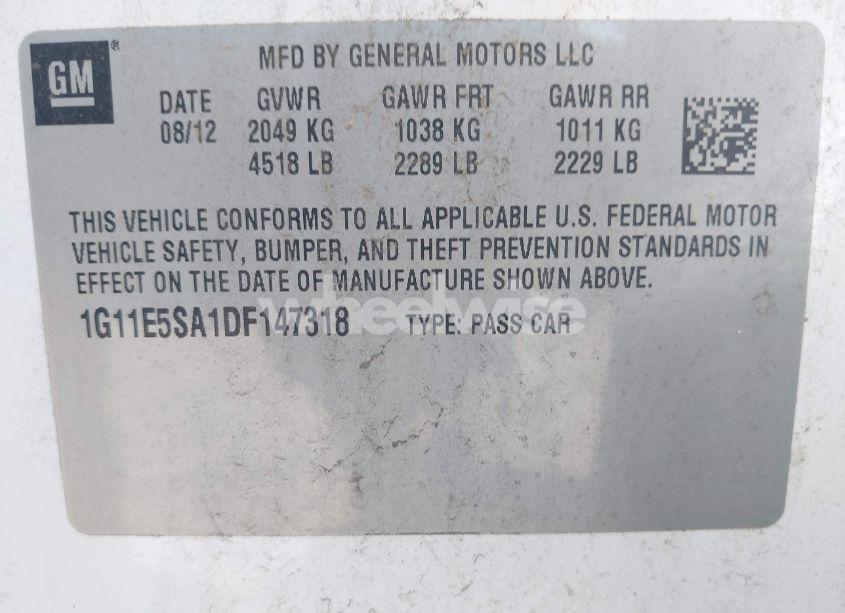 GM
MFD BY GENERAL MOTORS LLC
DATE GVWR GAWR FRT GAWR RR
08/12 2049 KG 1038 KG 1011 KG
4518 LB 2289 LB 2229 LB
THIS VEHICLE CONFORMS TO ALL APPLICABLE U.S. FEDERAL MOTOR
VEHICLE SAFETY, BUMPER, AND THEFT PREVENTION STANDARDS IN
EFFECT ON THE DATE OF MANUFACTURE SHOWN ABOVE.
1G11E5SA1DF147318 TYPE: PASS CAR
wheelwise